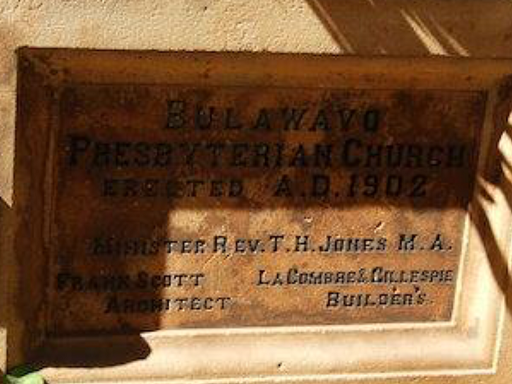 BULAWAYO
PRESBYTERIAN CHURCH
ERECTED A.D. 1902
MINISTER REV. T. H. JONES M. A.
FRANK SCOTT LA COMBRE & GILLESPIE
ARCHITECT BUILDERS.